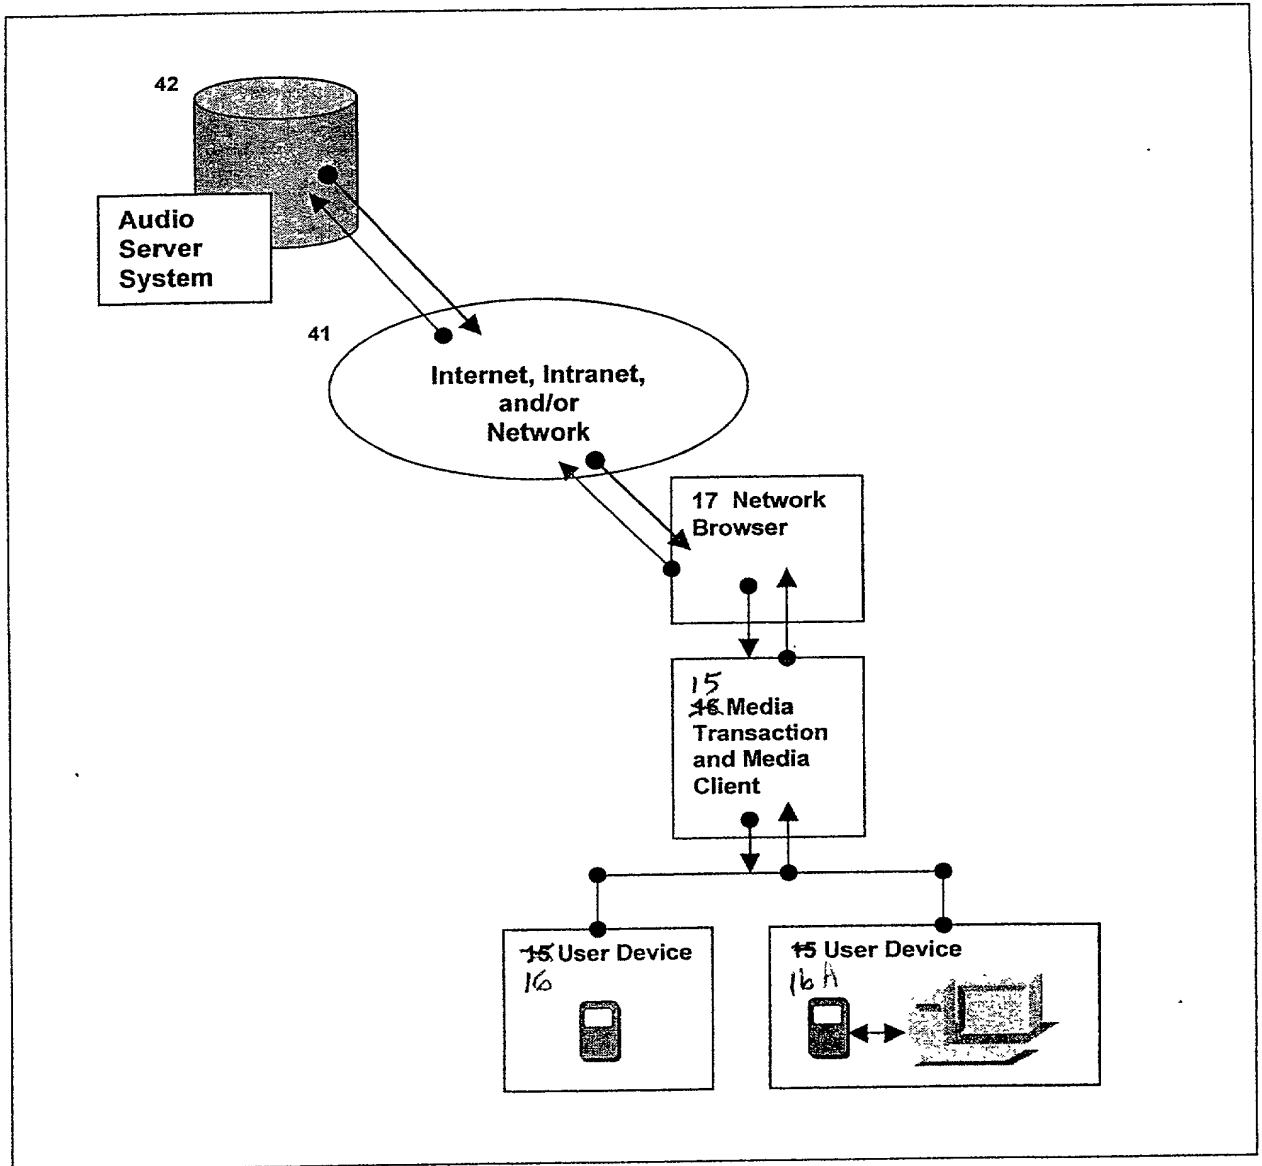 42
Audio
Server
System
41
Internet, Intranet,
and/or
Network
17 Network
Browser
15
16 Media
Transaction
and Media
Client
15 User Device
16
15 User Device
16A